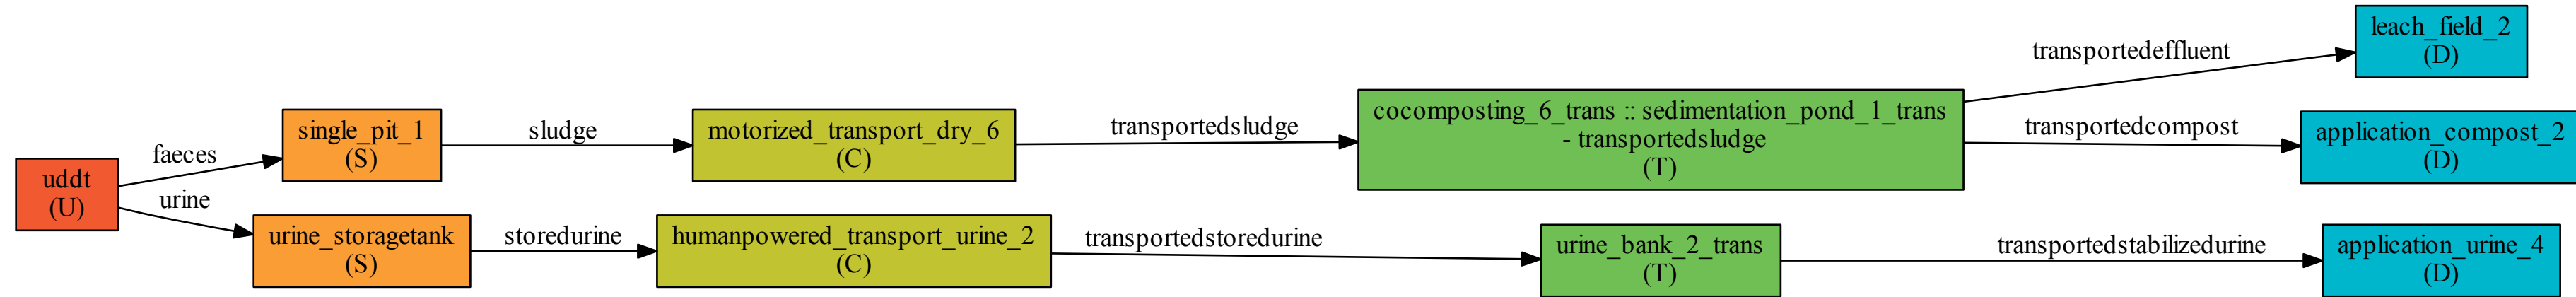 uddt
(U)
faeces
urine
single_pit_1
(S)
urine_storagetank
(S)
sludge
storedurine
motorized_transport_dry_6
(C)
humanpowered_transport_urine_2
(C)
transportedsludge
transportedstoredurine
cocomposting_6_trans :: sedimentation_pond_1_trans
- transportedsludge
(T)
urine_bank_2_trans
(T)
transportedeffluent
transportedcompost
transportedstabilizedurine
leach_field_2
(D)
application_compost_2
(D)
application_urine_4
(D)